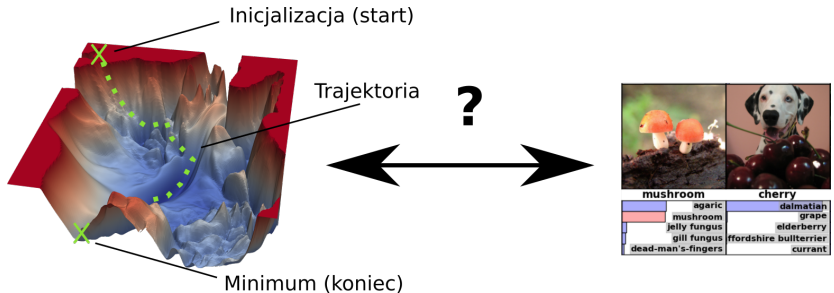 Inicjalizacja (start)
Trajektoria
?
Minimum (koniec)
mushroom
cherry
agaric
mushroom
jelly fungus
gill fungus
dead-man's-fingers
dalmatian
grape
elderberry
ffordshire bullterrier
currant